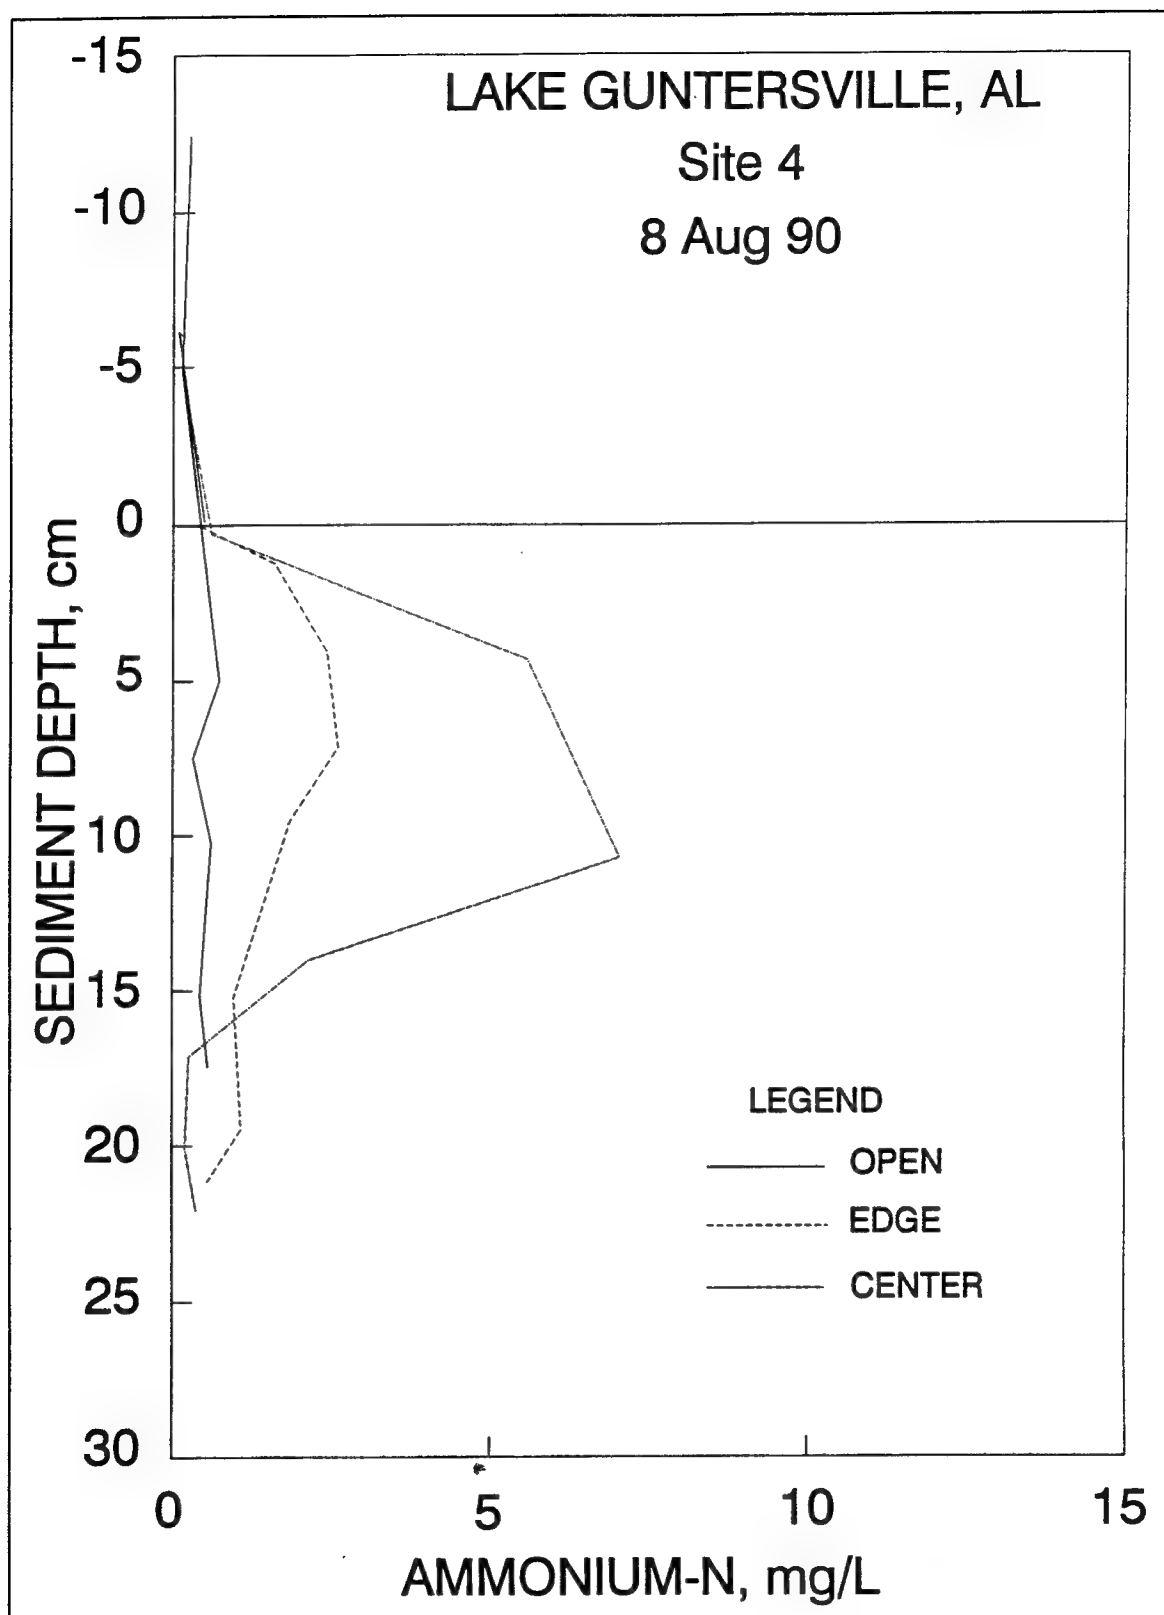 LAKE GUNTERSVILLE, AL
Site 4
8 Aug 90
-15
-10
-5
0
5
10
15
20
25
30
SEDIMENT DEPTH, cm
LEGEND
OPEN
EDGE
CENTER
0 5 10 15
AMMONIUM-N, mg/L